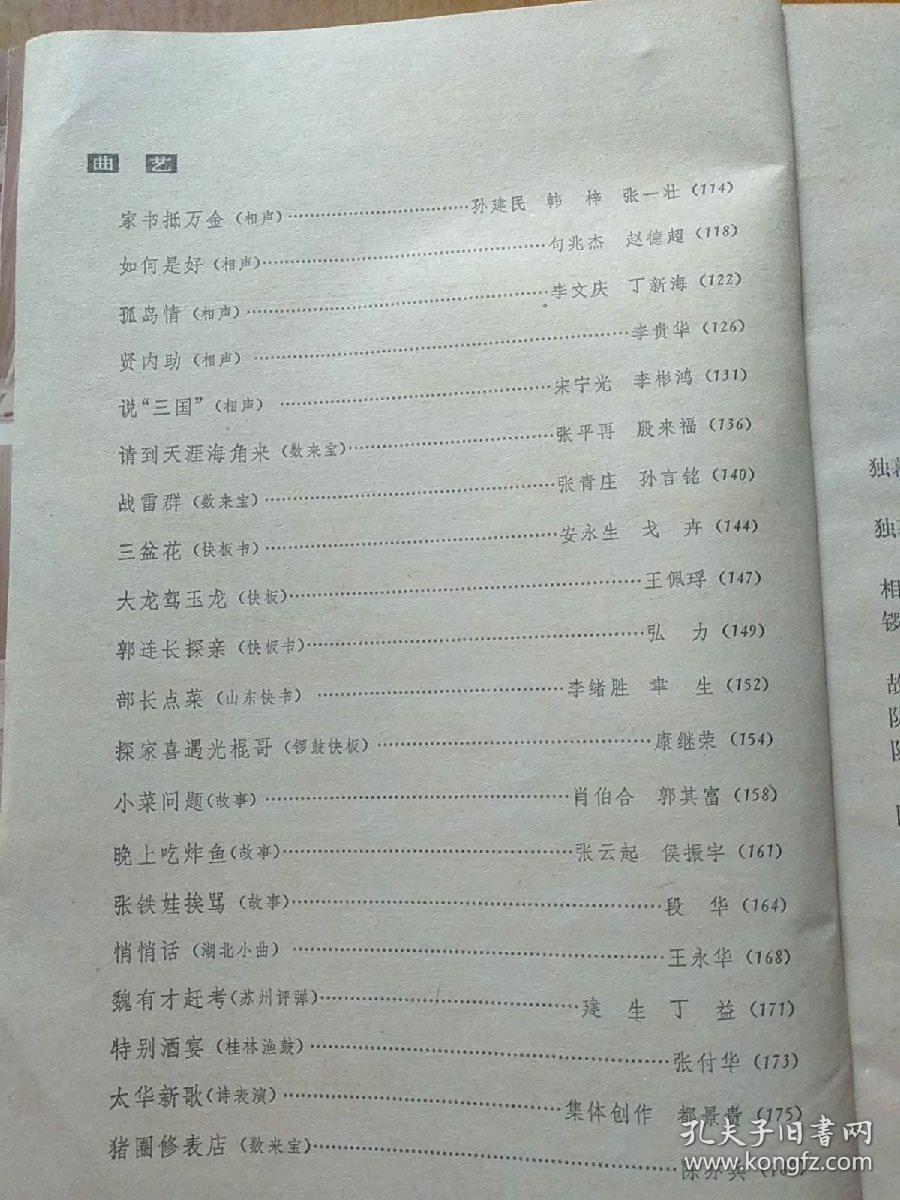 曲 艺
家书抵万金(相声)……孙建民 韩 梓 张一壮(114)
如何是好(相声)……句兆杰 赵德超(118)
孤岛情(相声)……李文庆 丁新海(122)
贤内助(相声)……李贵华(126)
说“三国”(相声)……宋宁光 李彬鸿(131)
请到天涯海角来(数来宝)……张平再 殷来福(136)
战雷群(数来宝)……张青庄 孙言铭(140)
三盆花(快板书)……安永生 戈 卉(144)
大龙驾玉龙(快板)……王佩琈(147)
郭连长探亲(快板书)……弘 力(149)
部长点菜(山东快书)……李绪胜 聿 生(152)
探家喜遇光棍哥(锣鼓快板)……康继荣(154)
小菜问题(故事)……肖伯合 郭其富(158)
晚上吃炸鱼(故事)……张云起 侯振宇(161)
张铁娃挨骂(故事)……段 华(164)
悄悄话(湖北小曲)……王永华(168)
魏有才赶考(苏州评弹)……建 生 丁 益(171)
特别酒宴(桂林渔鼓)……张付华(173)
太华新歌(诗表演)……集体创作 都景贵(175)
猪圈修表店(数来宝)……
独
独
相
锣
故
孔夫子旧书网
www.kongfz.com